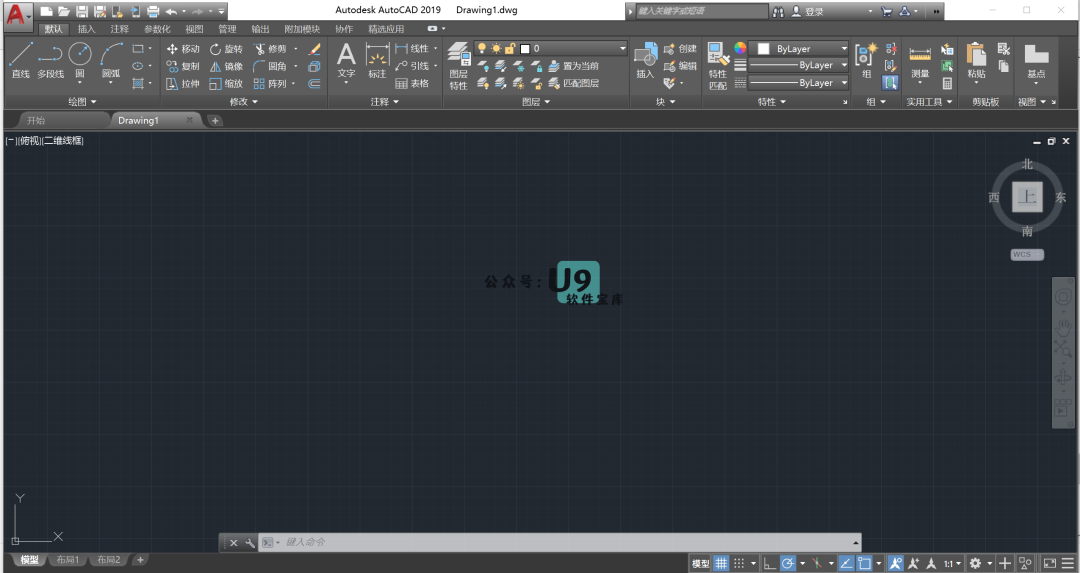 Autodesk AutoCAD 2019 Drawing1.dwg
键入关键字或短语
登录
默认 插入 注释 参数化 视图 管理 输出 附加模块 协作 精选应用
直线 多段线 圆 圆弧
移动 旋转 修剪
复制 镜像 圆角
拉伸 缩放 阵列
文字 标注
线性
引线
表格
图层
特性
0
置为当前
匹配图层
插入
创建
编辑
特性
匹配
ByLayer
ByLayer
ByLayer
组
测量
粘贴
基点
绘图 修改 注释 图层 块 特性 组 实用工具 剪贴板 视图
开始 Drawing1
[-][俯视][二维线框]
北
西 上 东
南
WCS
公众号: U9
软件宝库
Y
X
键入命令
模型 布局1 布局2
模型 1:1